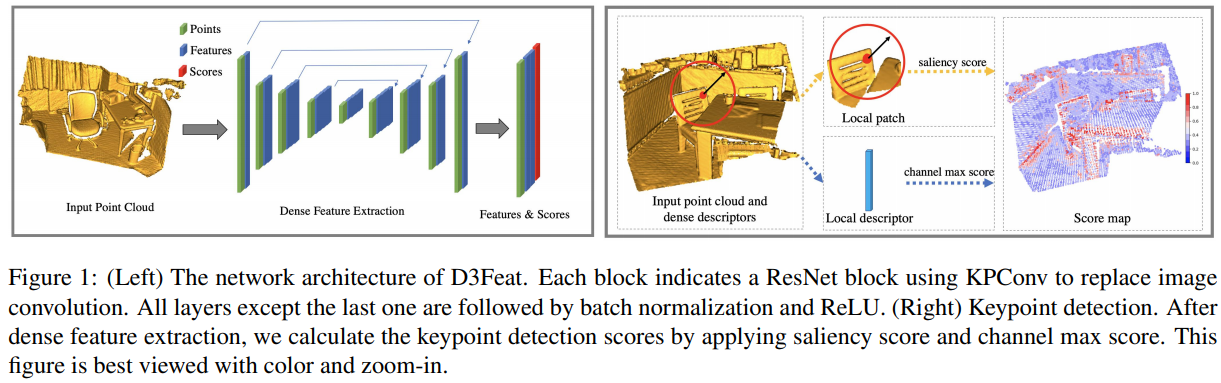 Points
Features
Scores
Input Point Cloud
Dense Feature Extraction
Features & Scores
Input point cloud and
dense descriptors
saliency score
Local patch
channel max score
Local descriptor
1.0
0.8
0.6
0.4
0.2
0.0
Score map
Figure 1: (Left) The network architecture of D3Feat. Each block indicates a ResNet block using KPConv to replace image
convolution. All layers except the last one are followed by batch normalization and ReLU. (Right) Keypoint detection. After
dense feature extraction, we calculate the keypoint detection scores by applying saliency score and channel max score. This
figure is best viewed with color and zoom-in.